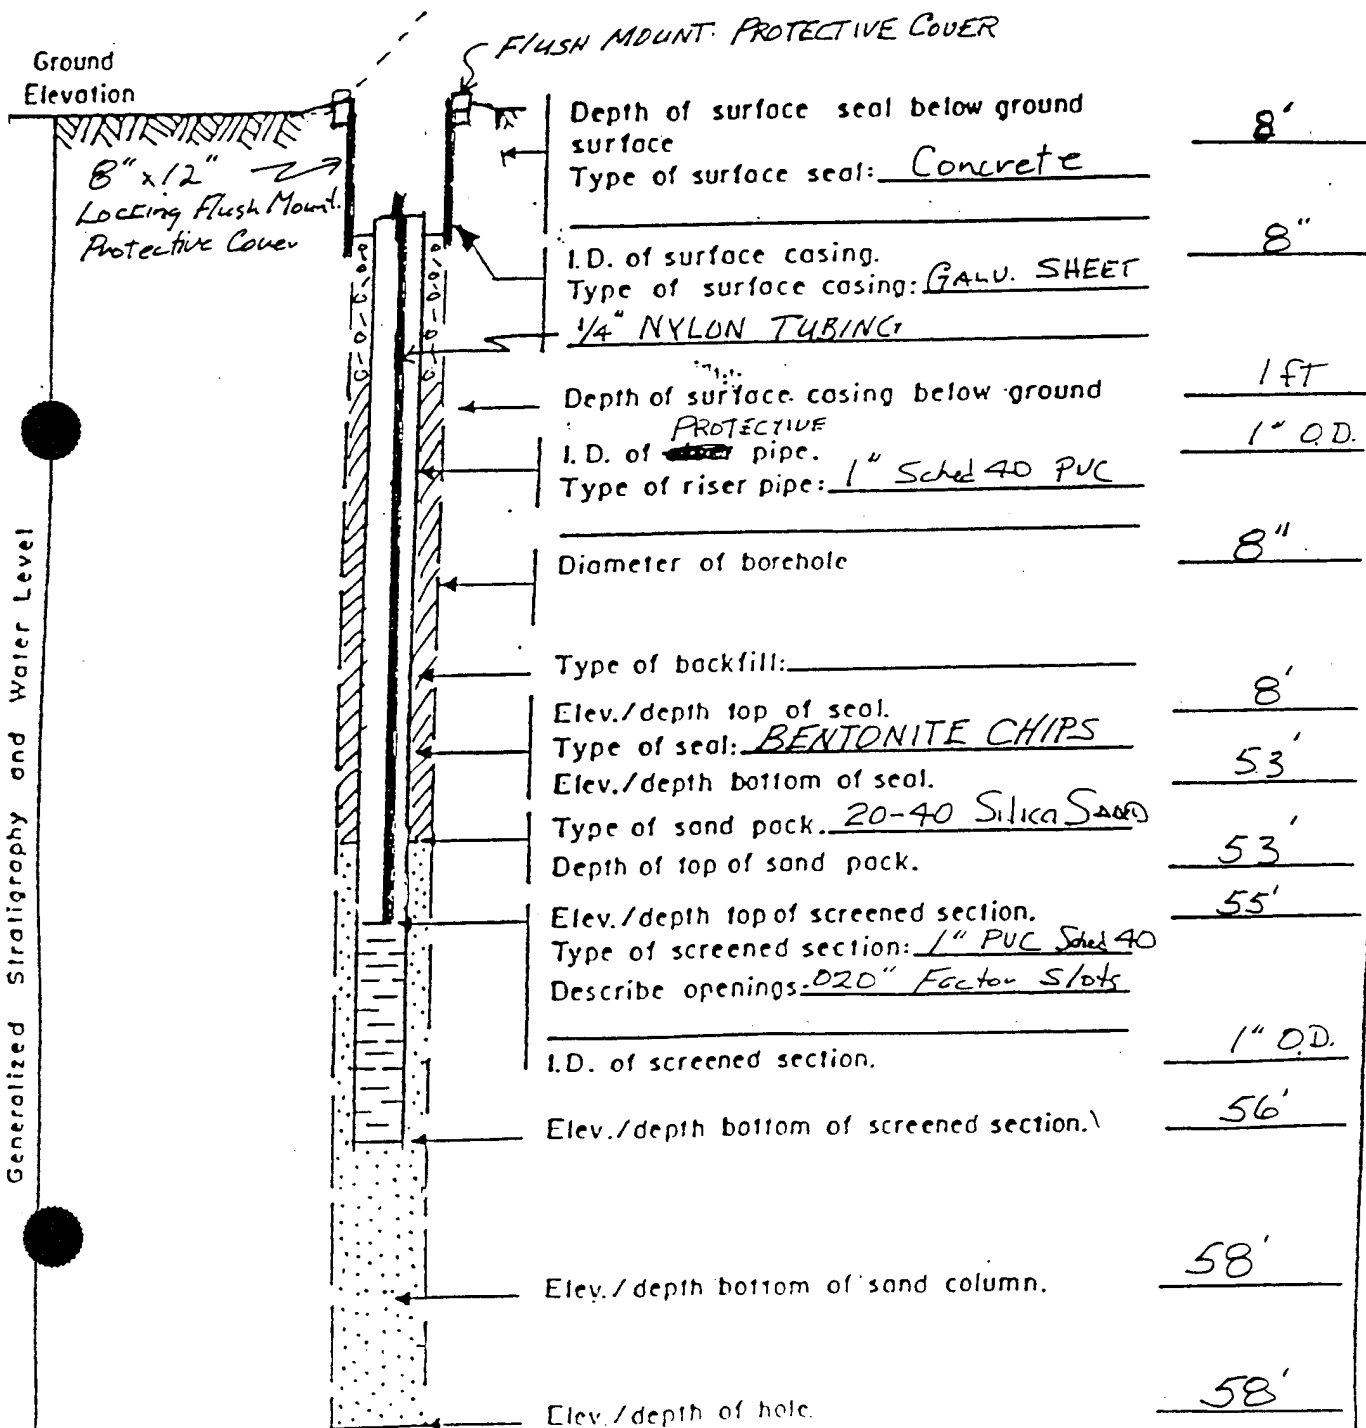 FLUSH MOUNT PROTECTIVE COVER
Ground
Elevation
8" x 12"
Locking Flush Mount.
Protective Cover
Generalized Stratigraphy and Water Level
Depth of surface seal below ground
surface 8'
Type of surface seal: Concrete
I.D. of surface casing. 8"
Type of surface casing: GALV. SHEET
1/4" NYLON TUBING
Depth of surface casing below ground 1 fT
PROTECTIVE
I.D. of pipe. 1" O.D.
Type of riser pipe: 1" Sched 40 PVC
Diameter of borehole 8"
Type of backfill:
Elev./depth top of seal. 8'
Type of seal: BENTONITE CHIPS
Elev./depth bottom of seal. 53'
Type of sand pack. 20-40 Silica SAND
Depth of top of sand pack. 53'
Elev./depth top of screened section. 55'
Type of screened section: 1" PVC Sched 40
Describe openings. .020" Factor Slots
I.D. of screened section. 1" O.D.
Elev./depth bottom of screened section. 56'
Elev./depth bottom of sand column. 58'
Elev./depth of hole. 58'